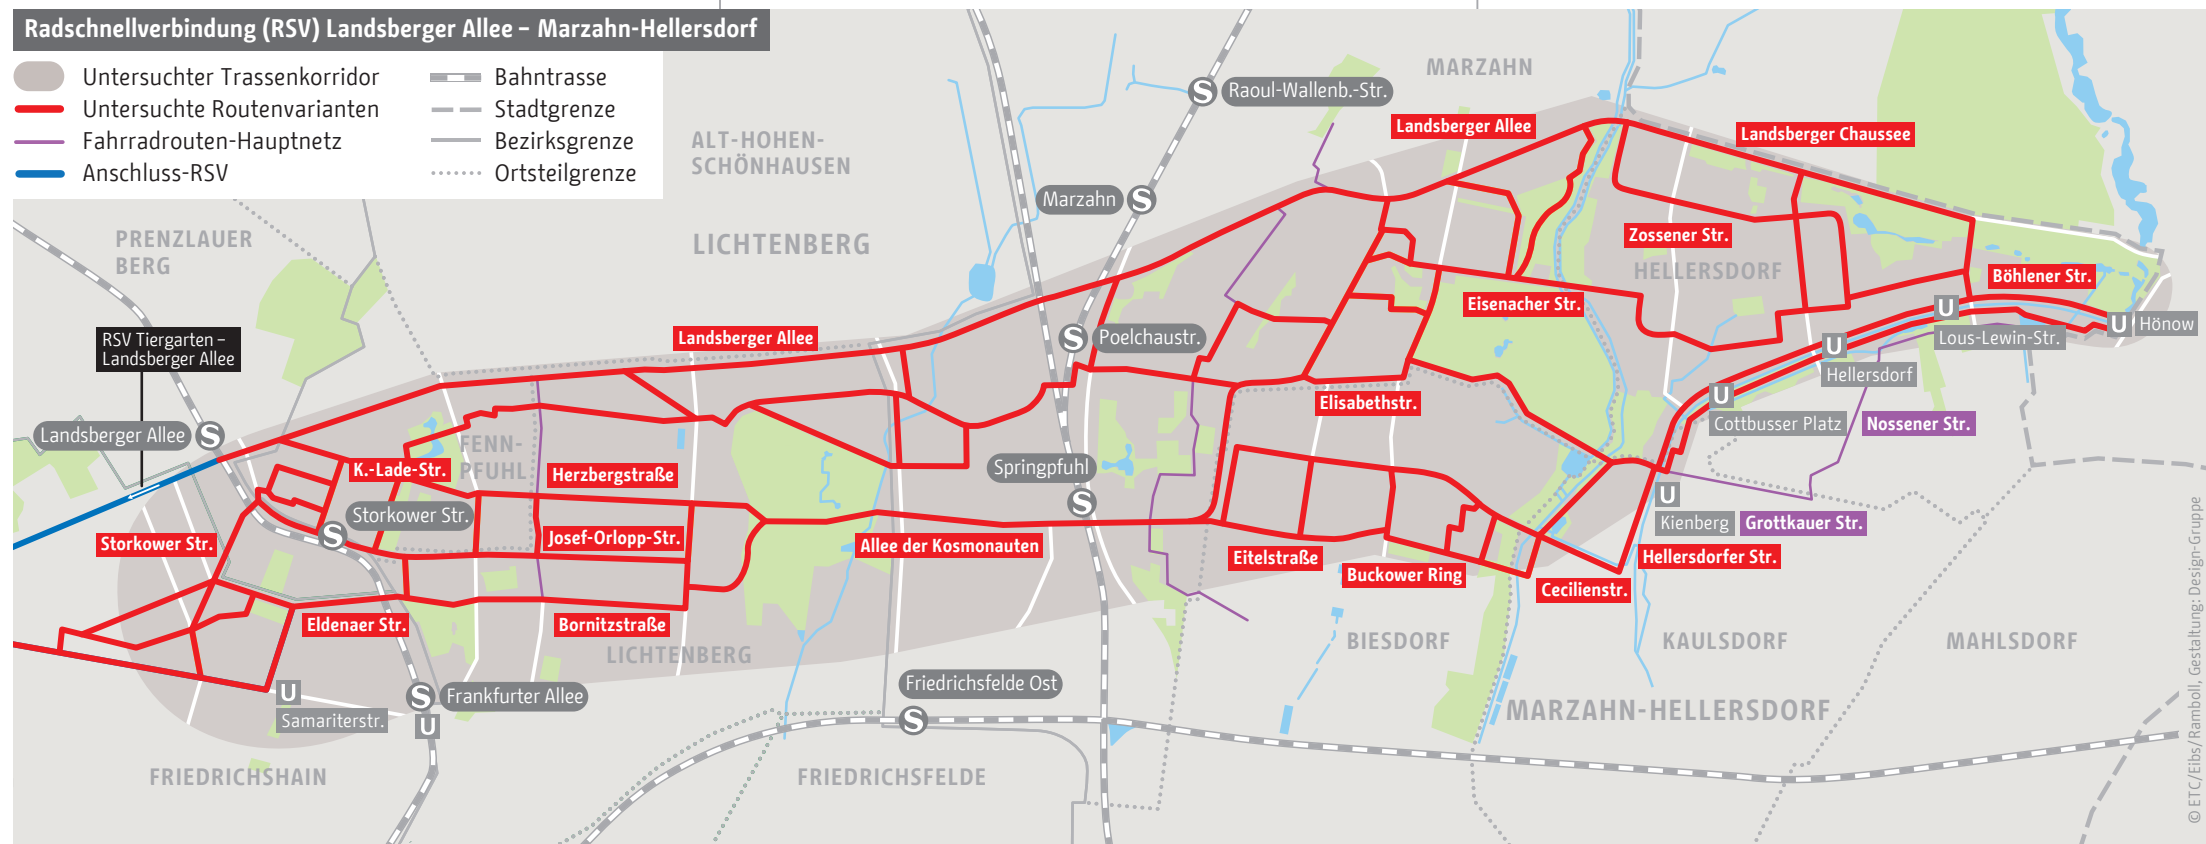 Radschnellverbindung (RSV) Landsberger Allee – Marzahn-Hellersdorf
Untersuchter Trassenkorridor
Untersuchte Routenvarianten
Fahrradrouten-Hauptnetz
Anschluss-RSV
Bahntrasse
Stadtgrenze
Bezirksgrenze
Ortsteilgrenze
MARZAHN
S Raoul-Wallenb.-Str.
Landsberger Allee
Landsberger Chaussee
ALT-HOHEN-
SCHÖNHAUSEN
Marzahn S
PRENZLAUER
BERG
LICHTENBERG
Zossener Str.
HELLERSDORF
Böhlener Str.
Eisenacher Str.
RSV Tiergarten –
Landsberger Allee
Landsberger Allee
S Poelchaustr.
U
Lous-Lewin-Str.
U Hönow
U
Hellersdorf
U
Cottbusser Platz
Nossener Str.
Elisabethstr.
Landsberger Allee S
FENN-
PFUHL
K.-Lade-Str.
Herzbergstraße
Springpfuhl
S
Storkower Str.
S
Storkower Str.
Josef-Orlopp-Str.
Allee der Kosmonauten
U
Kienberg
Grottkauer Str.
Eitelstraße
Buckower Ring
Hellersdorfer Str.
Cecilienstr.
Eldenaer Str.
Bornitzstraße
LICHTENBERG
BIESDORF
KAULSDORF
MAHLSDORF
U
Samariterstr.
S Frankfurter Allee
U
Friedrichsfelde Ost
S
MARZAHN-HELLERSDORF
FRIEDRICHSHAIN
FRIEDRICHSFELDE
© ETC/Eibs/Ramboll, Gestaltung: Design-Gruppe